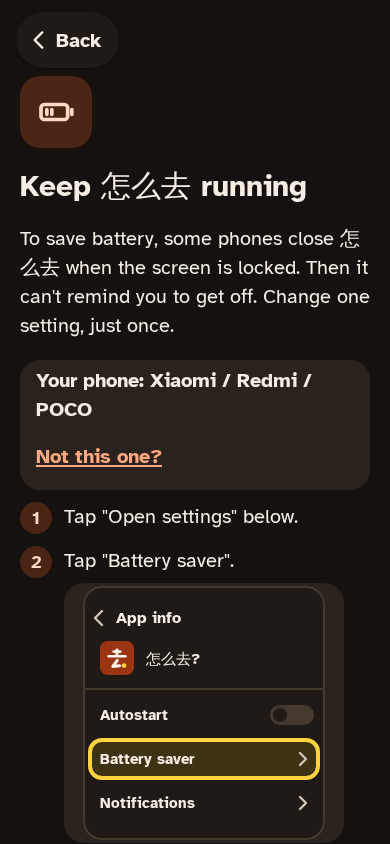 Back
Keep 怎么去 running
To save battery, some phones close 怎
么去 when the screen is locked. Then it
can't remind you to get off. Change one
setting, just once.
Your phone: Xiaomi / Redmi /
POCO
Not this one?
1 Tap "Open settings" below.
2 Tap "Battery saver".
App info
去 怎么去?
Autostart
Battery saver
Notifications